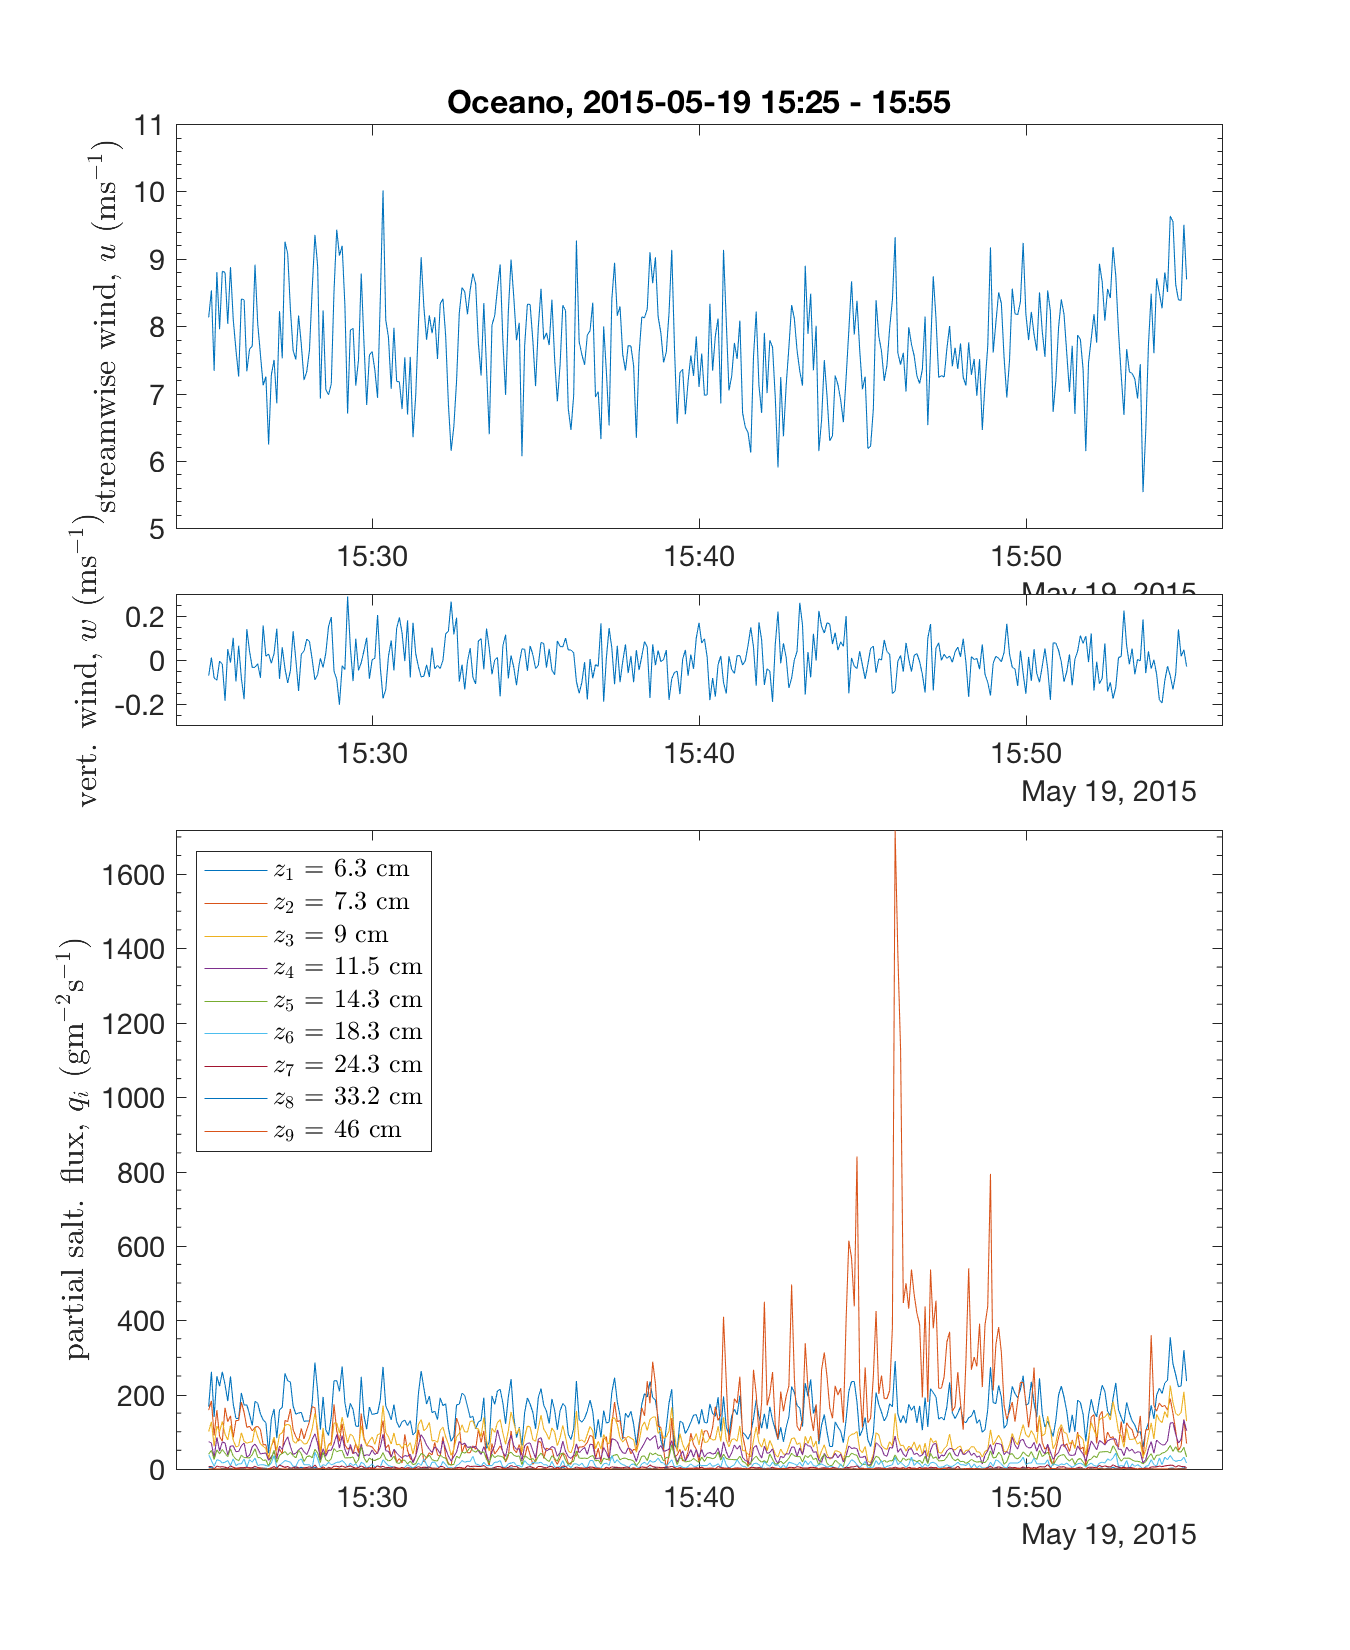 Oceano, 2015-05-19 15:25 - 15:55
streamwise wind, u (ms⁻¹)
11
10
9
8
7
6
5
15:30 15:40 15:50
May 19, 2015
vert. wind, w (ms⁻¹)
0.2
0
-0.2
15:30 15:40 15:50
May 19, 2015
partial salt. flux, qᵢ (gm⁻²s⁻¹)
1600
1400
1200
1000
800
600
400
200
0
z₁ = 6.3 cm
z₂ = 7.3 cm
z₃ = 9 cm
z₄ = 11.5 cm
z₅ = 14.3 cm
z₆ = 18.3 cm
z₇ = 24.3 cm
z₈ = 33.2 cm
z₉ = 46 cm
15:30 15:40 15:50
May 19, 2015